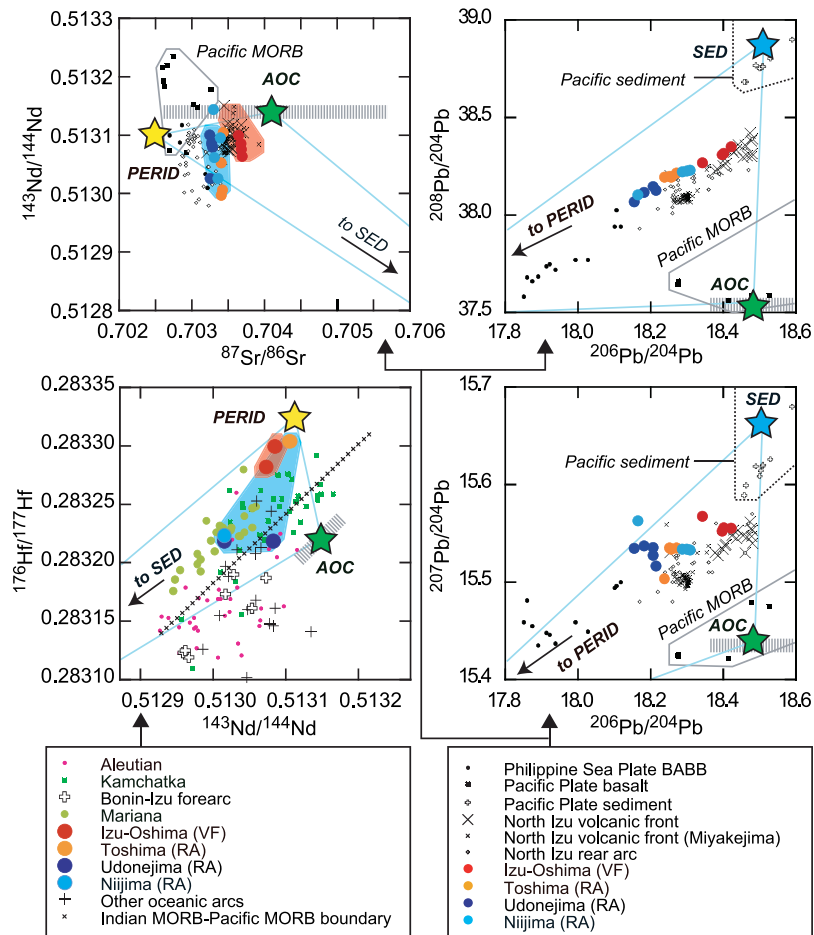 0.5133
0.5132
0.5131
0.5130
0.5129
0.5128
143Nd/144Nd
Pacific MORB
AOC
PERID
to SED
0.702
0.703
0.704
0.705
0.706
87Sr/86Sr
39.0
38.5
38.0
37.5
208Pb/204Pb
SED
Pacific sediment
to PERID
Pacific MORB
AOC
17.8
18.0
18.2
18.4
18.6
206Pb/204Pb
0.28335
0.28330
0.28325
0.28320
0.28315
0.28310
176Hf/177Hf
PERID
to SED
AOC
0.5129
0.5130
0.5131
0.5132
143Nd/144Nd
15.7
15.6
15.5
15.4
207Pb/204Pb
SED
Pacific sediment
Pacific MORB
AOC
to PERID
17.8
18.0
18.2
18.4
18.6
206Pb/204Pb
Aleutian
Kamchatka
Bonin-Izu forearc
Mariana
Izu-Oshima (VF)
Toshima (RA)
Udonejima (RA)
Niijima (RA)
Other oceanic arcs
Indian MORB-Pacific MORB boundary
Philippine Sea Plate BABB
Pacific Plate basalt
Pacific Plate sediment
North Izu volcanic front
North Izu volcanic front (Miyakejima)
North Izu rear arc
Izu-Oshima (VF)
Toshima (RA)
Udonejima (RA)
Niijima (RA)